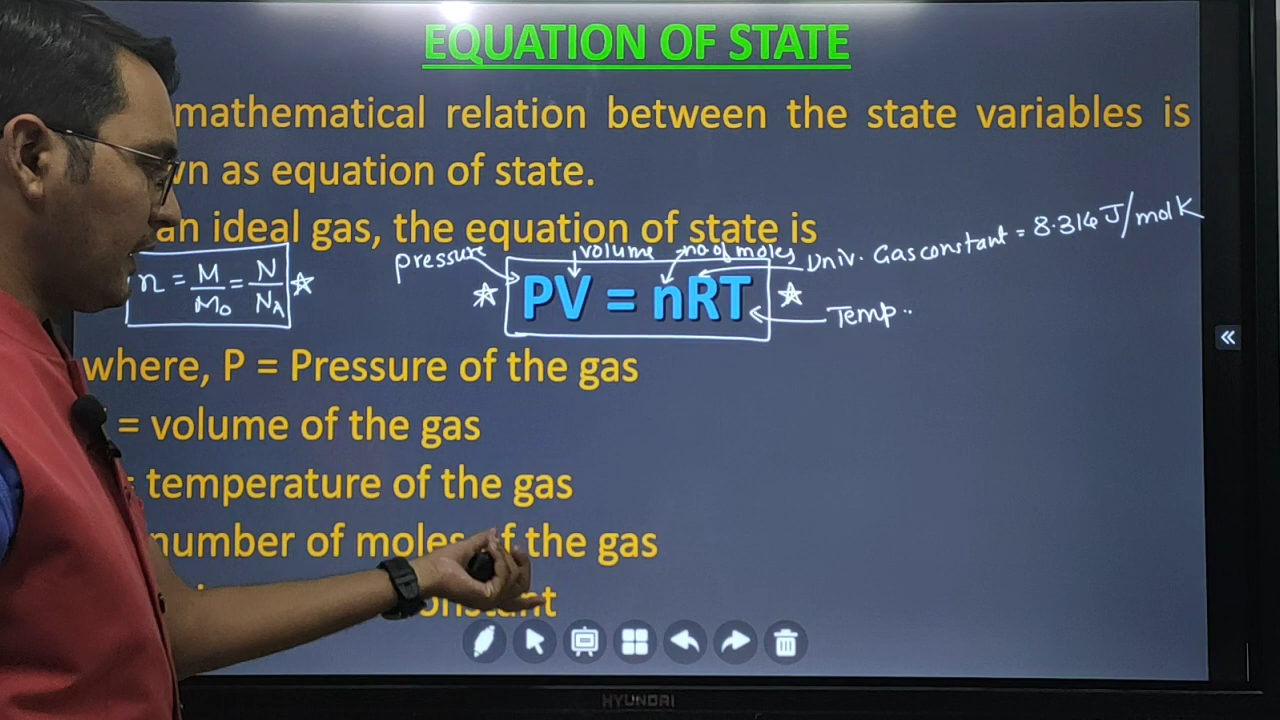 EQUATION OF STATE
mathematical relation between the state variables is
wn as equation of state.
an ideal gas, the equation of state is
pressure volume no of moles Univ. Gas constant = 8.314 J/mol K
n = M/M₀ = N/N_A ☆
☆ PV = nRT ☆
Temp..
where, P = Pressure of the gas
= volume of the gas
= temperature of the gas
number of moles of the gas
constant
HYUNDAI